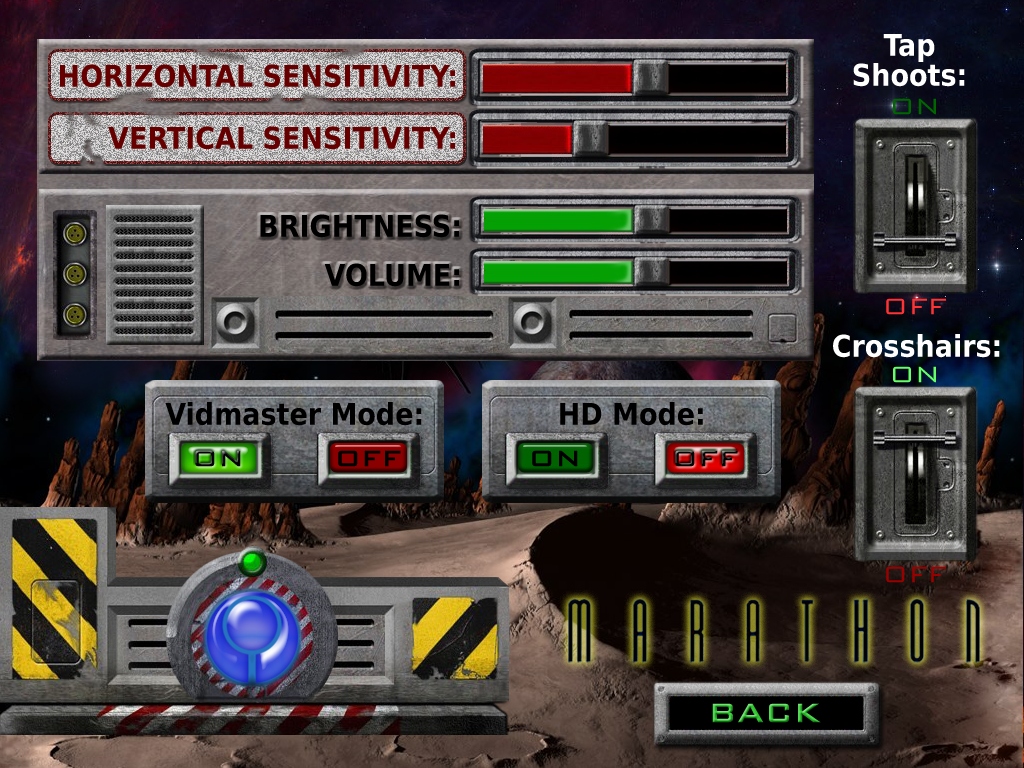 HORIZONTAL SENSITIVITY:
VERTICAL SENSITIVITY:
BRIGHTNESS:
VOLUME:
Tap
Shoots:
ON
OFF
Crosshairs:
ON
OFF
Vidmaster Mode:
ON OFF
HD Mode:
ON OFF
MARATHON
BACK